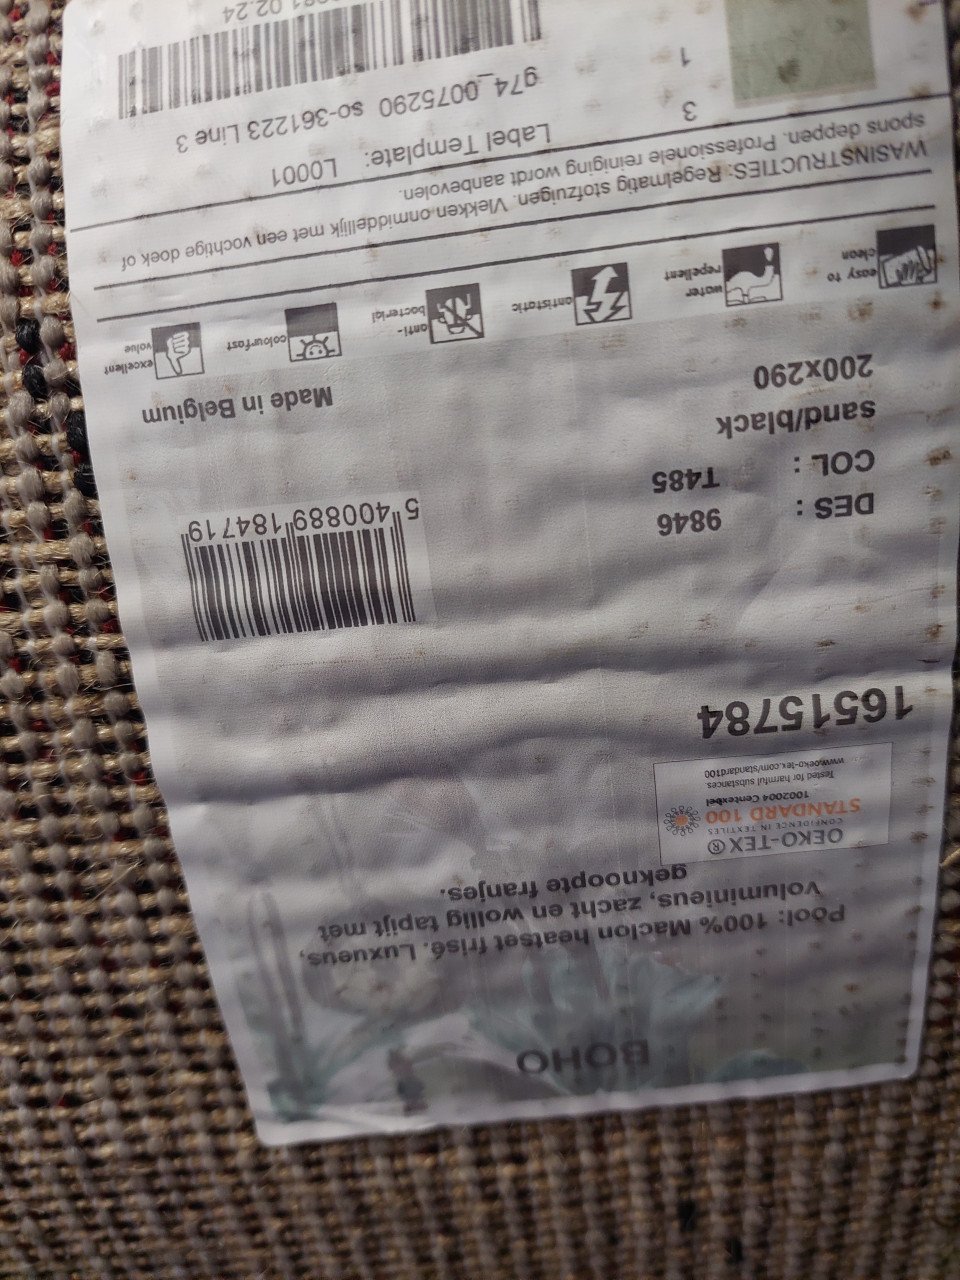 BOHO
Pool: 100% Maclon heatset frisé. Luxueus,
Volumineus, zacht en wollig tapijt met
geknoopte franjes.
OEKO-TEX®
CONFIDENCE IN TEXTILES
STANDARD 100
1002004 Centexbel
Tested for harmful substances
www.oeko-tex.com/standard100
16515784
DES : 9846
COL : T485
sand/black
200x290
5 400889 184719
Made in Belgium
easy to clean
water repellent
antistatic
anti-bacterial
colourfast
excellent value
WASINSTRUCTIES: Regelmatig stofzuigen. Vlekken onmiddellijk met een vochtige doek of
spons deppen. Professionele reiniging wordt aanbevolen.
3
Label Template: L0001
1
g74_0075290 so-361223 Line 3
02.24